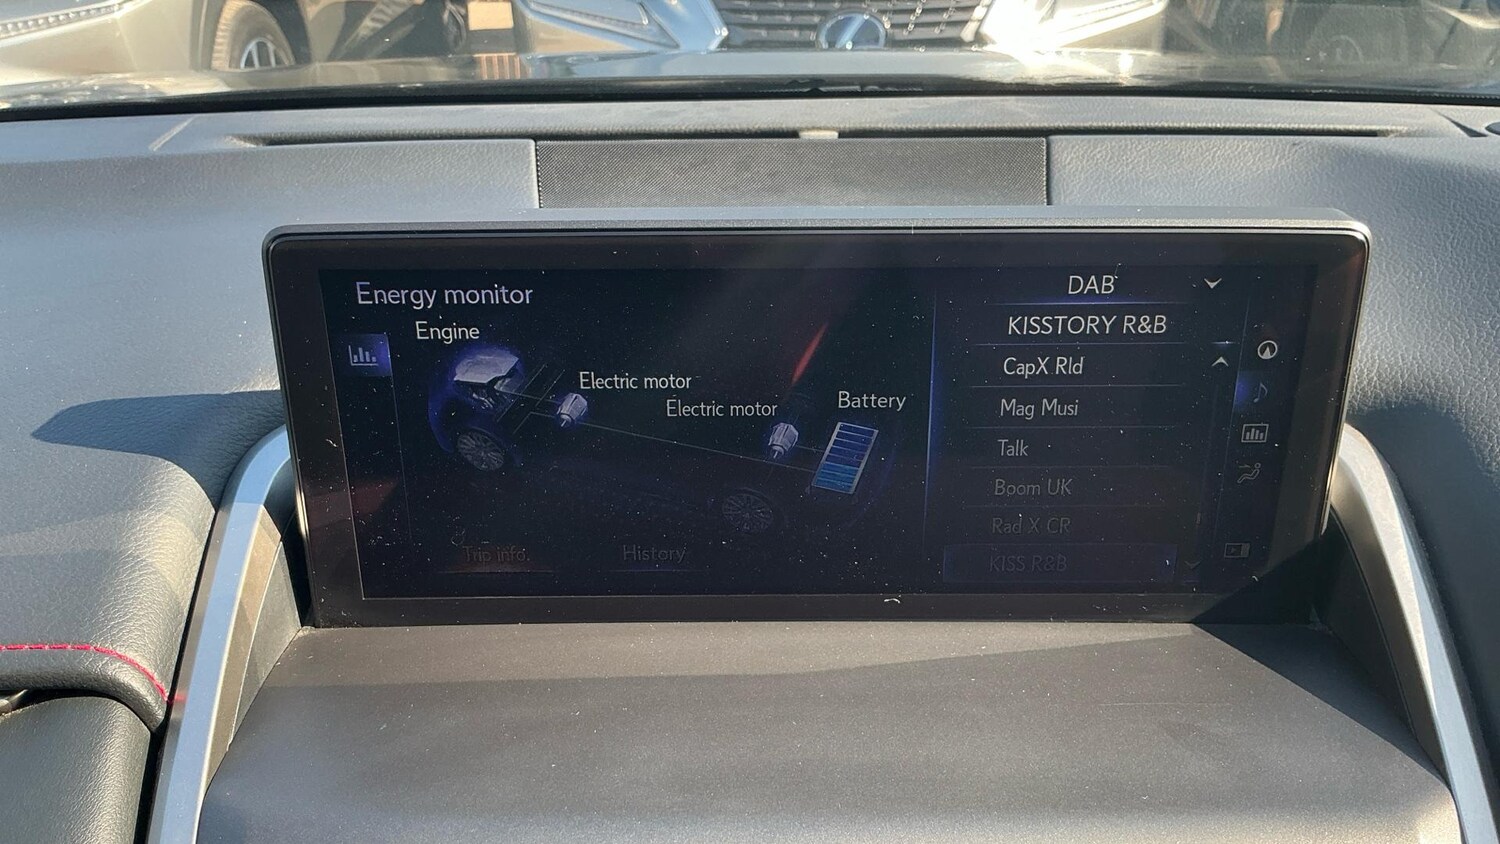 Energy monitor
Engine
Electric motor
Electric motor
Battery
Trip info.
History
DAB
KISSTORY R&B
CapX Rld
Mag Musi
Talk
Boom UK
Rad X CR
KISS R&B